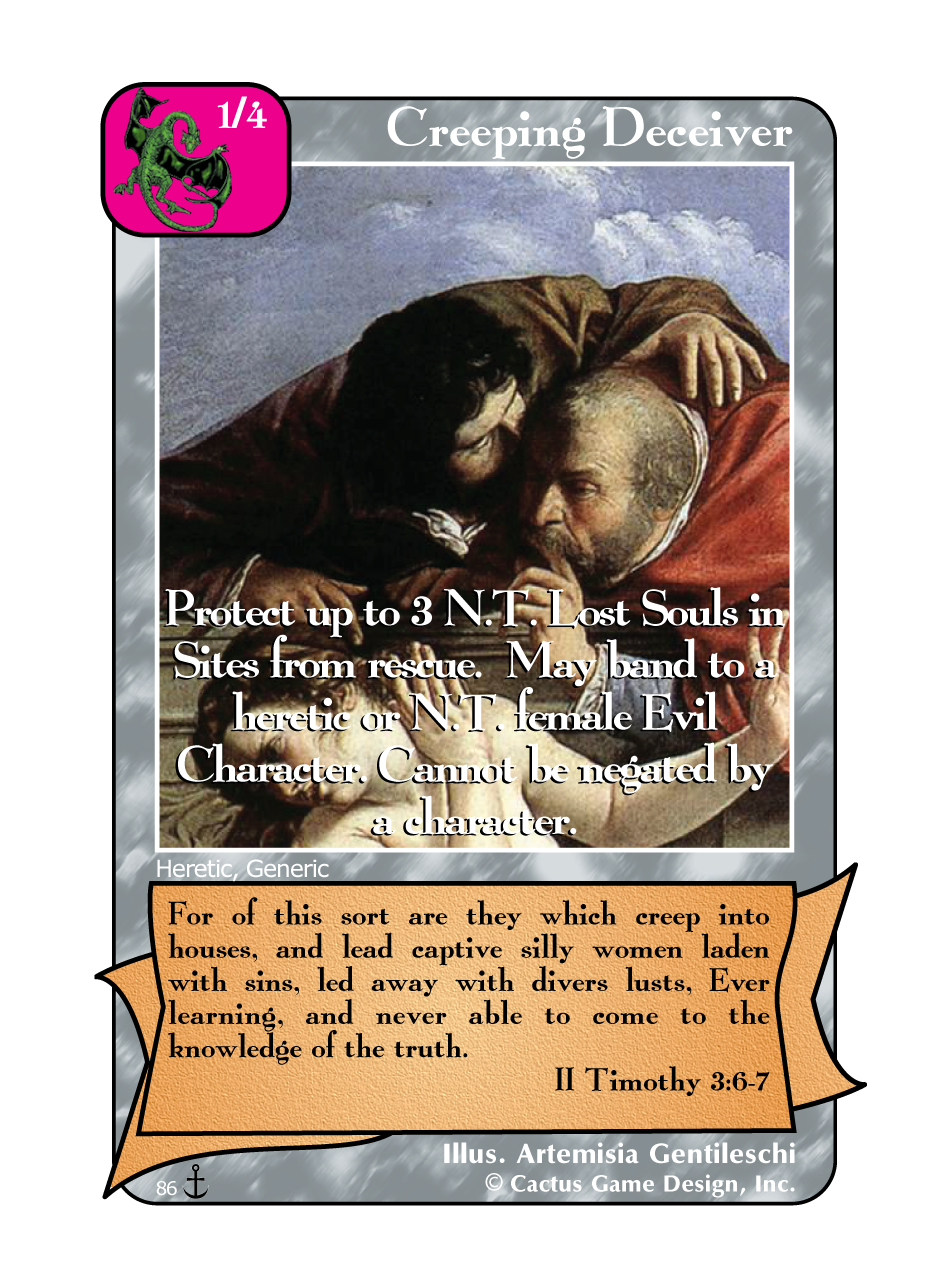 1/4
Creeping Deceiver
Protect up to 3 N.T. Lost Souls in
Sites from rescue. May band to a
heretic or N.T. female Evil
Character. Cannot be negated by
a character.
Heretic, Generic
For of this sort are they which creep into
houses, and lead captive silly women laden
with sins, led away with divers lusts, Ever
learning, and never able to come to the
knowledge of the truth.
II Timothy 3:6-7
Illus. Artemisia Gentileschi
86
© Cactus Game Design, Inc.